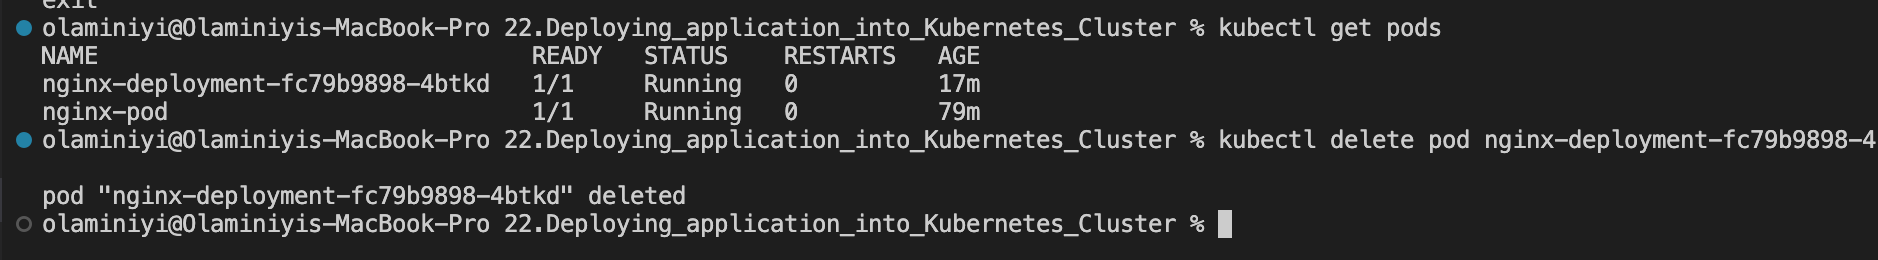 exit
olaminiyi@Olaminiyis-MacBook-Pro 22.Deploying_application_into_Kubernetes_Cluster % kubectl get pods
NAME READY STATUS RESTARTS AGE
nginx-deployment-fc79b9898-4btkd 1/1 Running 0 17m
nginx-pod 1/1 Running 0 79m
olaminiyi@Olaminiyis-MacBook-Pro 22.Deploying_application_into_Kubernetes_Cluster % kubectl delete pod nginx-deployment-fc79b9898-4
pod "nginx-deployment-fc79b9898-4btkd" deleted
olaminiyi@Olaminiyis-MacBook-Pro 22.Deploying_application_into_Kubernetes_Cluster %